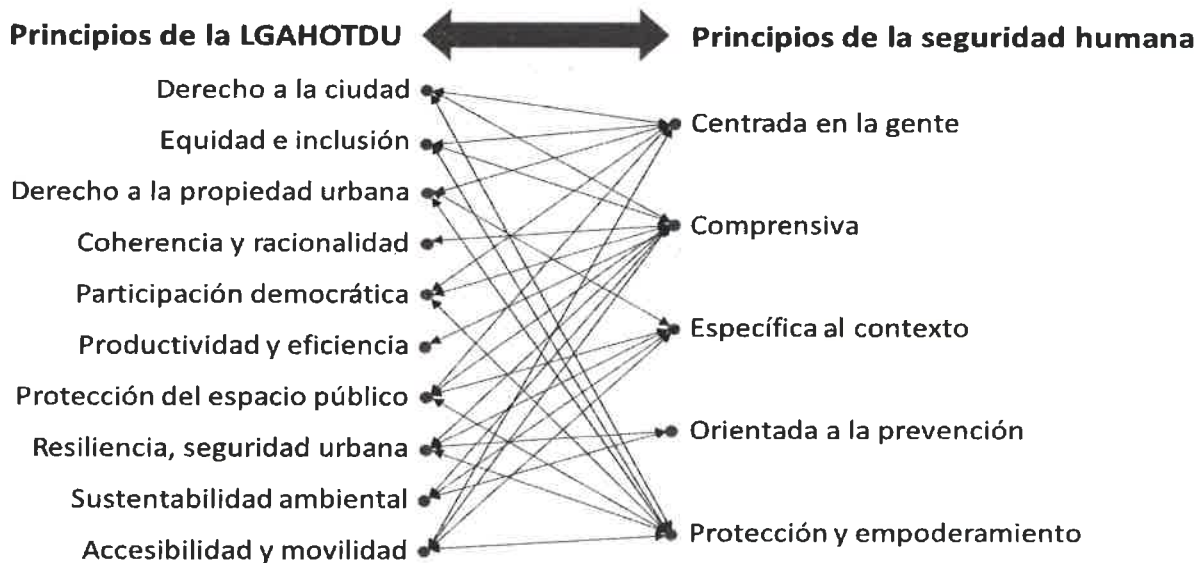 Principios de la LGAHOTDU
Principios de la seguridad humana
Derecho a la ciudad
Equidad e inclusión
Derecho a la propiedad urbana
Coherencia y racionalidad
Participación democrática
Productividad y eficiencia
Protección del espacio público
Resiliencia, seguridad urbana
Sustentabilidad ambiental
Accesibilidad y movilidad
Centrada en la gente
Comprensiva
Específica al contexto
Orientada a la prevención
Protección y empoderamiento